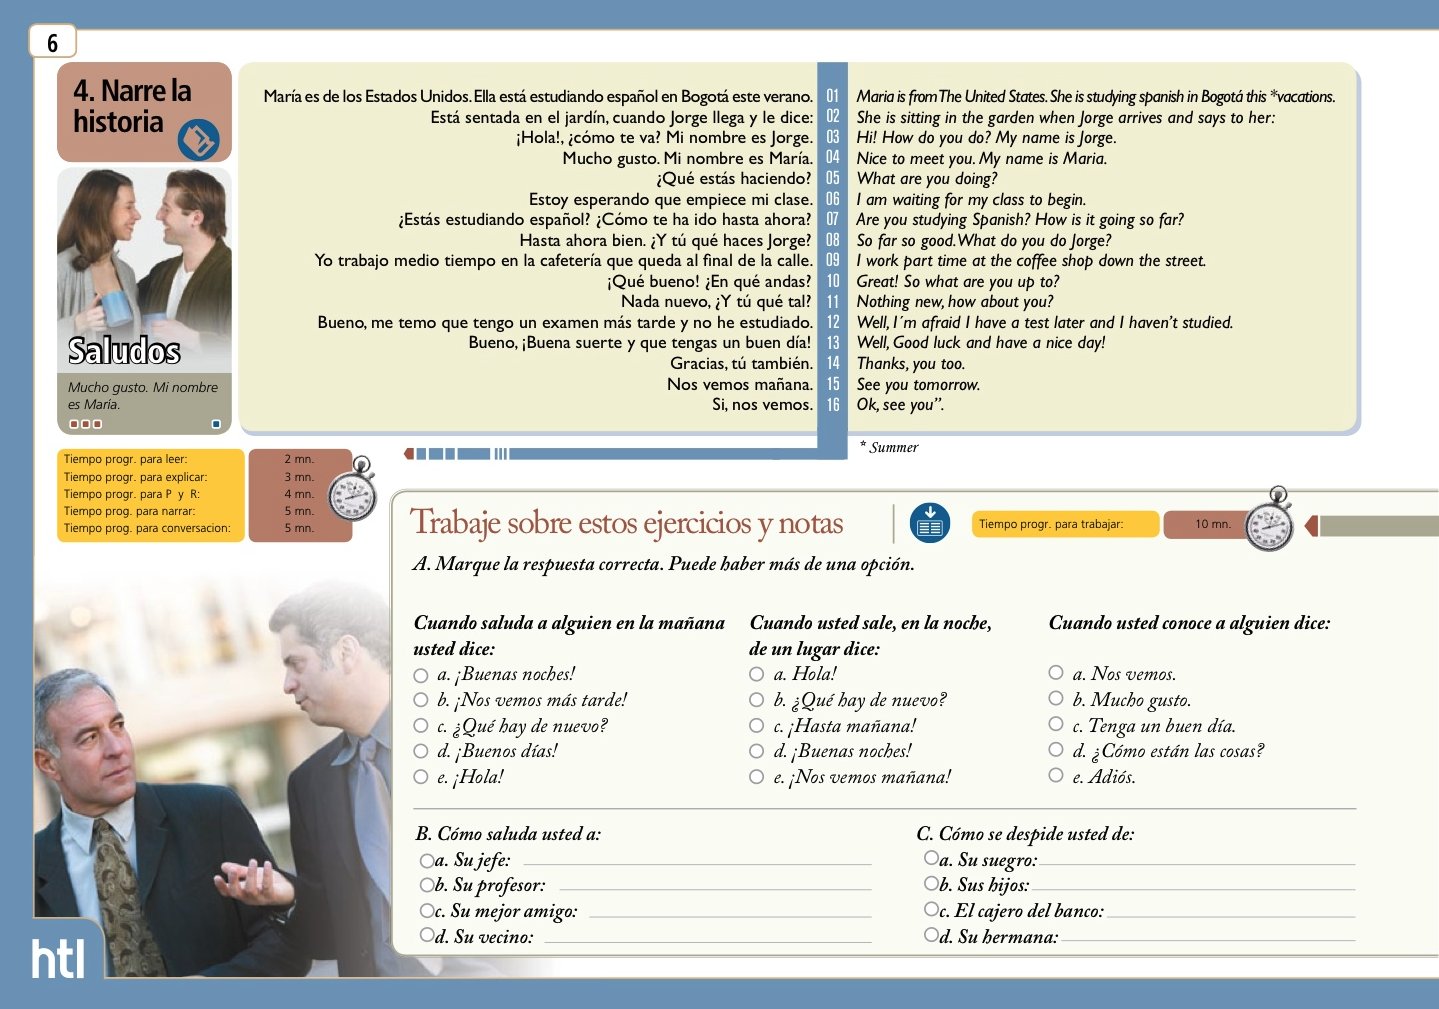 6
4. Narre la
historia
Saludos
Mucho gusto. Mi nombre
es María.
María es de los Estados Unidos. Ella está estudiando español en Bogotá este verano. 01 Maria is from The United States. She is studying spanish in Bogotá this *vacations.
Está sentada en el jardín, cuando Jorge llega y le dice: 02 She is sitting in the garden when Jorge arrives and says to her:
¡Hola!, ¿cómo te va? Mi nombre es Jorge. 03 Hi! How do you do? My name is Jorge.
Mucho gusto. Mi nombre es María. 04 Nice to meet you. My name is Maria.
¿Qué estás haciendo? 05 What are you doing?
Estoy esperando que empiece mi clase. 06 I am waiting for my class to begin.
¿Estás estudiando español? ¿Cómo te ha ido hasta ahora? 07 Are you studying Spanish? How is it going so far?
Hasta ahora bien. ¿Y tú qué haces Jorge? 08 So far so good. What do you do Jorge?
Yo trabajo medio tiempo en la cafetería que queda al final de la calle. 09 I work part time at the coffee shop down the street.
¡Qué bueno! ¿En qué andas? 10 Great! So what are you up to?
Nada nuevo, ¿Y tú qué tal? 11 Nothing new, how about you?
Bueno, me temo que tengo un examen más tarde y no he estudiado. 12 Well, I´m afraid I have a test later and I haven’t studied.
Bueno, ¡Buena suerte y que tengas un buen día! 13 Well, Good luck and have a nice day!
Gracias, tú también. 14 Thanks, you too.
Nos vemos mañana. 15 See you tomorrow.
Si, nos vemos. 16 Ok, see you”.
* Summer
Tiempo progr. para leer: 2 mn.
Tiempo progr. para explicar: 3 mn.
Tiempo progr. para P y R: 4 mn.
Tiempo progr. para narrar: 5 mn.
Tiempo prog. para conversacion: 5 mn.
Trabaje sobre estos ejercicios y notas
Tiempo progr. para trabajar: 10 mn.
A. Marque la respuesta correcta. Puede haber más de una opción.
Cuando saluda a alguien en la mañana
usted dice:
a. ¡Buenas noches!
b. ¡Nos vemos más tarde!
c. ¿Qué hay de nuevo?
d. ¡Buenos días!
e. ¡Hola!
Cuando usted sale, en la noche,
de un lugar dice:
a. Hola!
b. ¿Qué hay de nuevo?
c. ¡Hasta mañana!
d. ¡Buenas noches!
e. ¡Nos vemos mañana!
Cuando usted conoce a alguien dice:
a. Nos vemos.
b. Mucho gusto.
c. Tenga un buen día.
d. ¿Cómo están las cosas?
e. Adiós.
B. Cómo saluda usted a:
a. Su jefe:
b. Su profesor:
c. Su mejor amigo:
d. Su vecino:
C. Cómo se despide usted de:
a. Su suegro:
b. Sus hijos:
c. El cajero del banco:
d. Su hermana:
htl